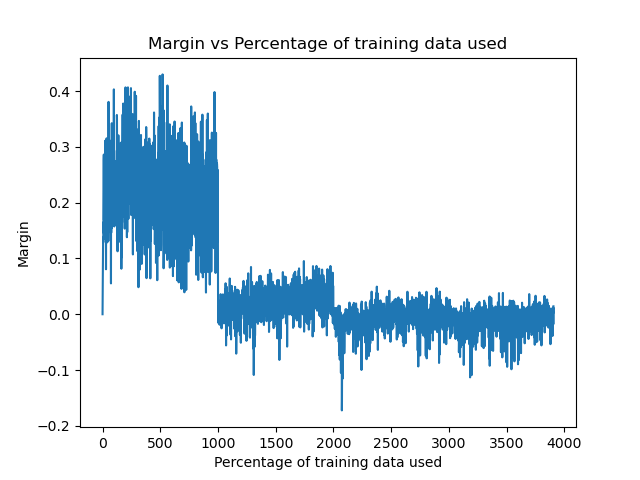 Margin vs Percentage of training data used
0.4
0.3
0.2
0.1
0.0
−0.1
−0.2
Margin
0 500 1000 1500 2000 2500 3000 3500 4000
Percentage of training data used